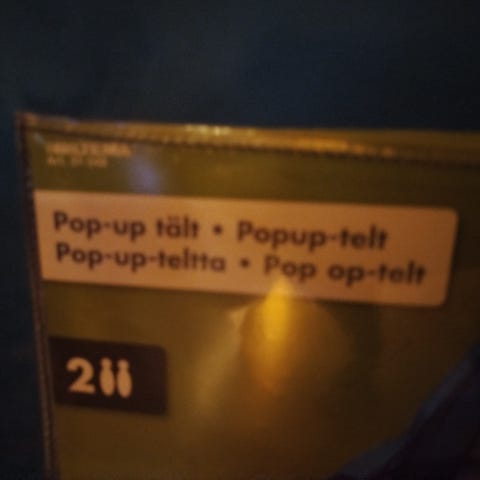 Pop-up tält • Popup-telt
Pop-up-teltta • Pop op-telt
2